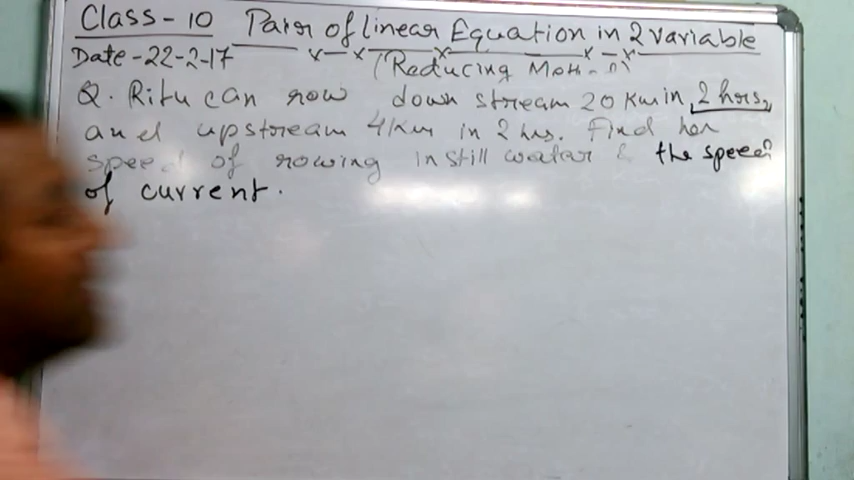 Class - 10 Pair of linear Equation in 2 variable
Date - 22-2-17
(Reducing
Q. Ritu can row down stream 20 Km in 2 hrs,
and upstream 4 Km in 2 hrs. Find her
speed of rowing in still water & the speed
of current.